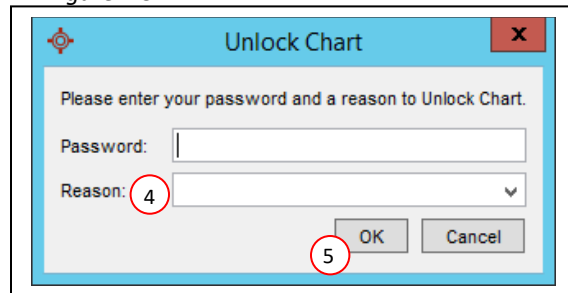 Unlock Chart
x
Please enter your password and a reason to Unlock Chart.
Password:
Reason: 4
OK Cancel
5